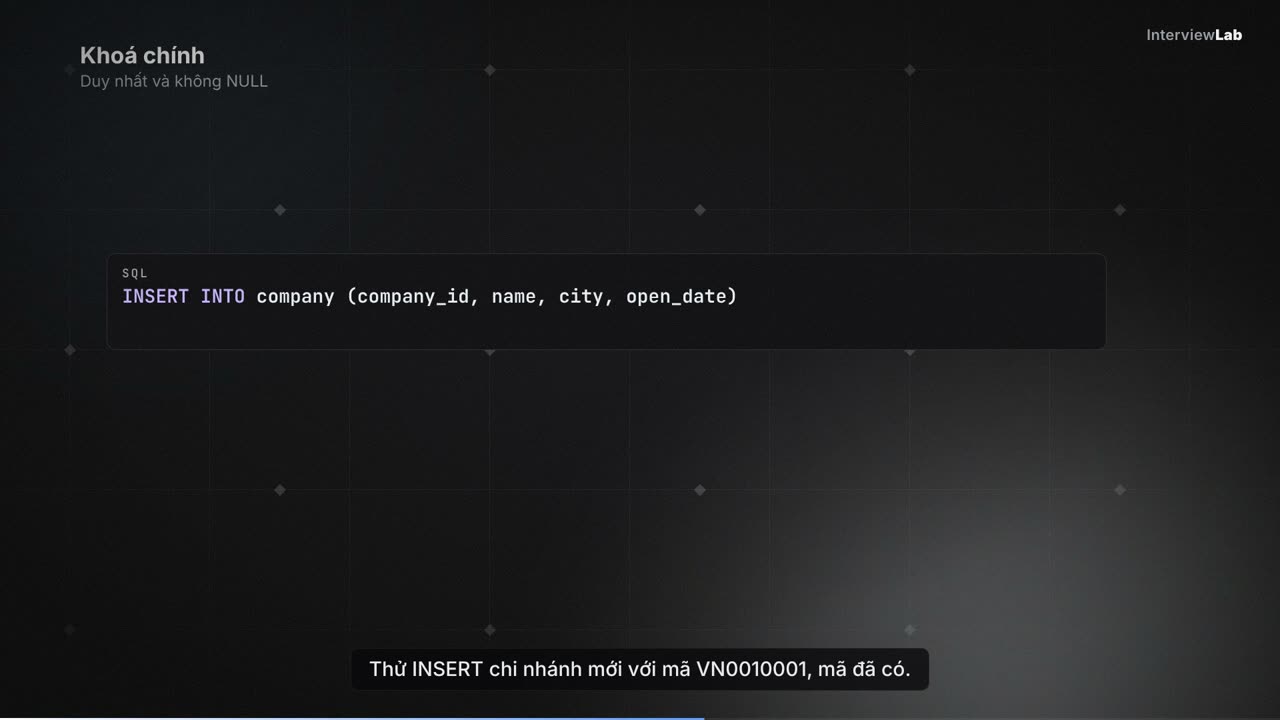 InterviewLab
Khoá chính
Duy nhất và không NULL
SQL
INSERT INTO company (company_id, name, city, open_date)
Thử INSERT chi nhánh mới với mã VN0010001, mã đã có.